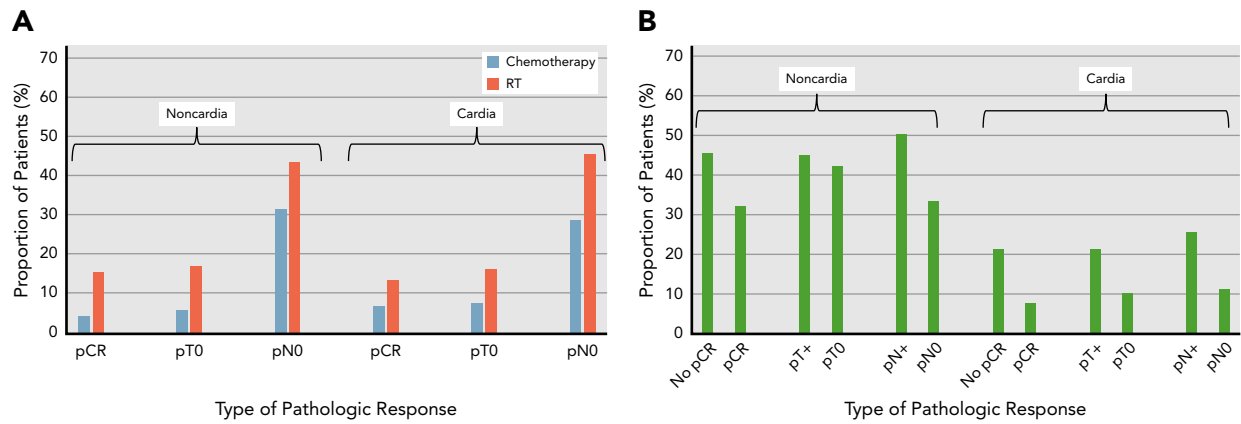 A
Proportion of Patients (%)
70
60
50
40
30
20
10
0
Chemotherapy
RT
Noncardia
Cardia
pCR
pT0
pN0
pCR
pT0
pN0
Type of Pathologic Response
B
Proportion of Patients (%)
70
60
50
40
30
20
10
0
Noncardia
Cardia
No pCR
pCR
pT+
pT0
pN+
pN0
No pCR
pCR
pT+
pT0
pN+
pN0
Type of Pathologic Response